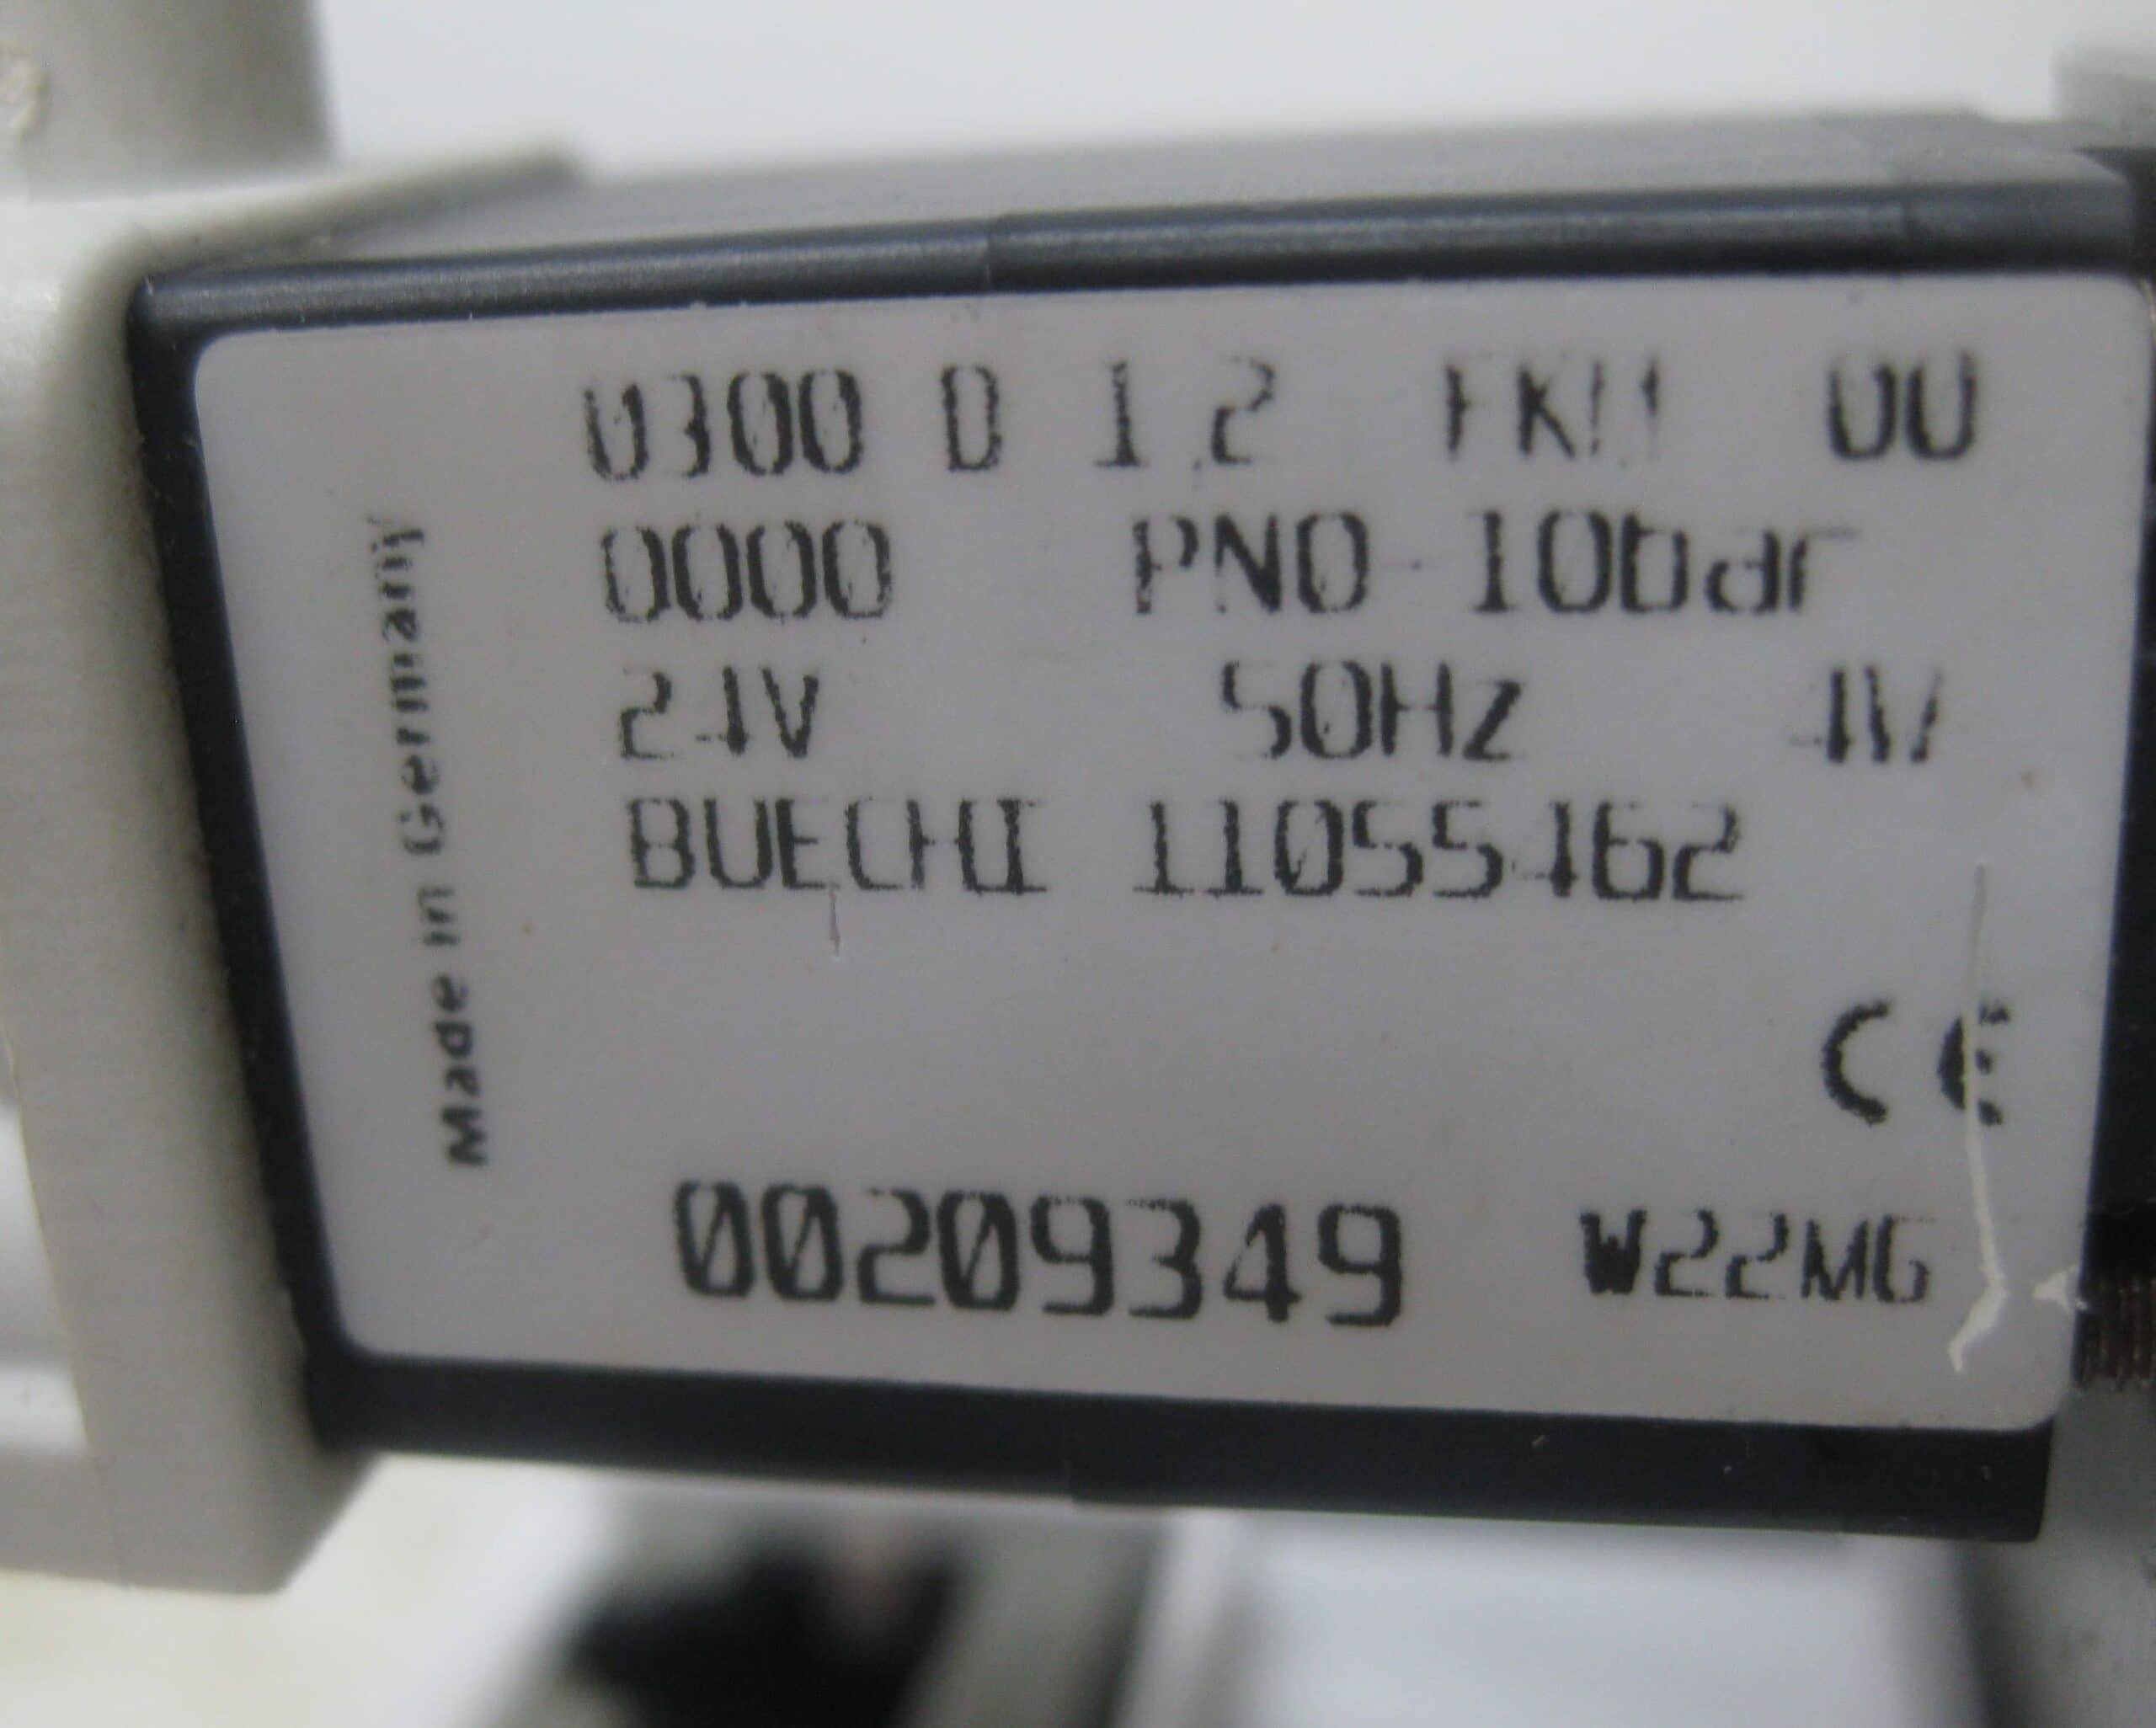 0300 D 1,2 FKM 00
0000 PN0-10bar
24V 50Hz 4W
BUECHI 11055462
Made in Germany
CE
00209349 W22MG